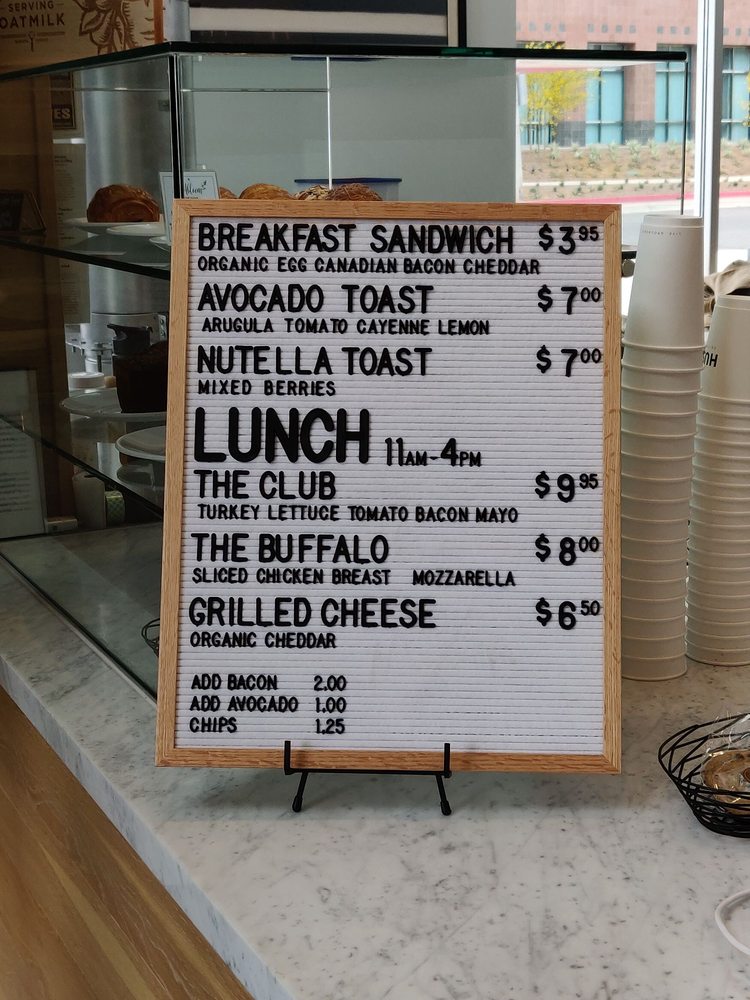 SERVING
OATMILK
BREAKFAST SANDWICH $3.95
ORGANIC EGG CANADIAN BACON CHEDDAR
AVOCADO TOAST $7.00
ARUGULA TOMATO CAYENNE LEMON
NUTELLA TOAST $7.00
MIXED BERRIES
LUNCH 11AM-4PM
THE CLUB $9.95
TURKEY LETTUCE TOMATO BACON MAYO
THE BUFFALO $8.00
SLICED CHICKEN BREAST MOZZARELLA
GRILLED CHEESE $6.50
ORGANIC CHEDDAR
ADD BACON 2.00
ADD AVOCADO 1.00
CHIPS 1.25